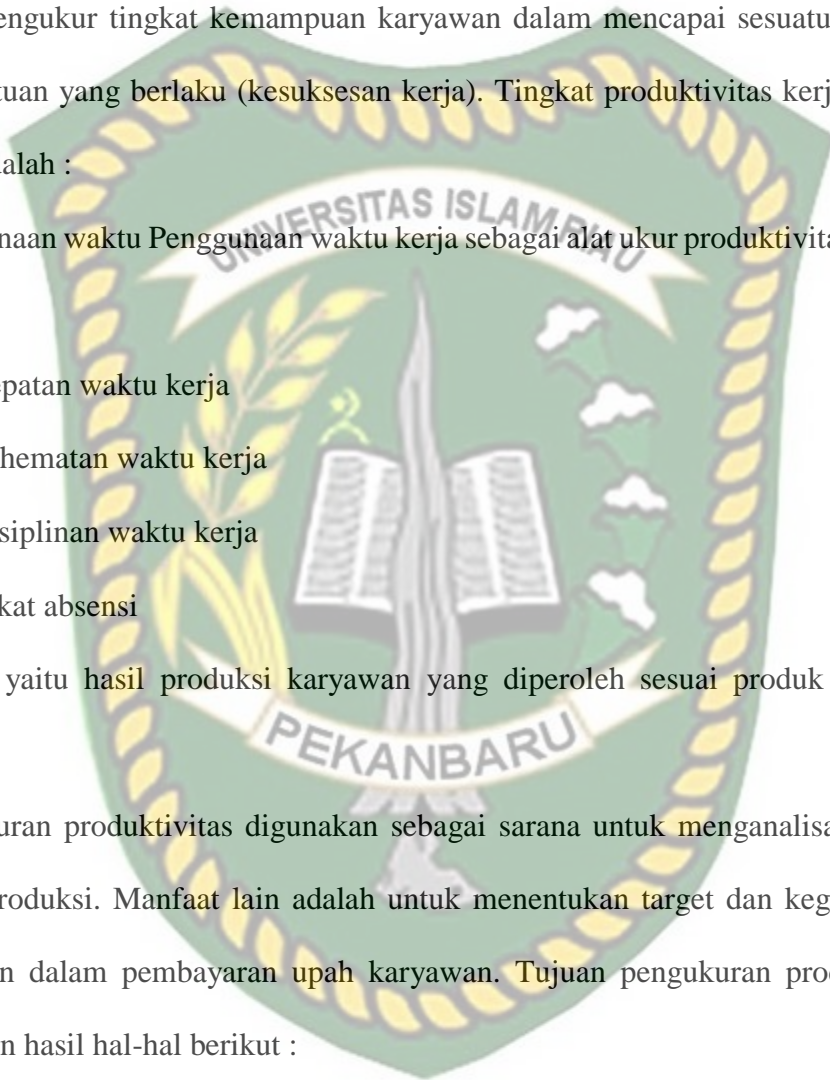 engukur tingkat kemampuan karyawan dalam mencapai sesuatu
tuan yang berlaku (kesuksesan kerja). Tingkat produktivitas kerj
alah :
UNIVERSITAS ISLAM RIAU
naan waktu Penggunaan waktu kerja sebagai alat ukur produktivita
epatan waktu kerja
hematan waktu kerja
siplinan waktu kerja
kat absensi
yaitu hasil produksi karyawan yang diperoleh sesuai produk
PEKANBARU
uran produktivitas digunakan sebagai sarana untuk menganalisa
roduksi. Manfaat lain adalah untuk menentukan target dan keg
n dalam pembayaran upah karyawan. Tujuan pengukuran prod
n hasil hal-hal berikut :